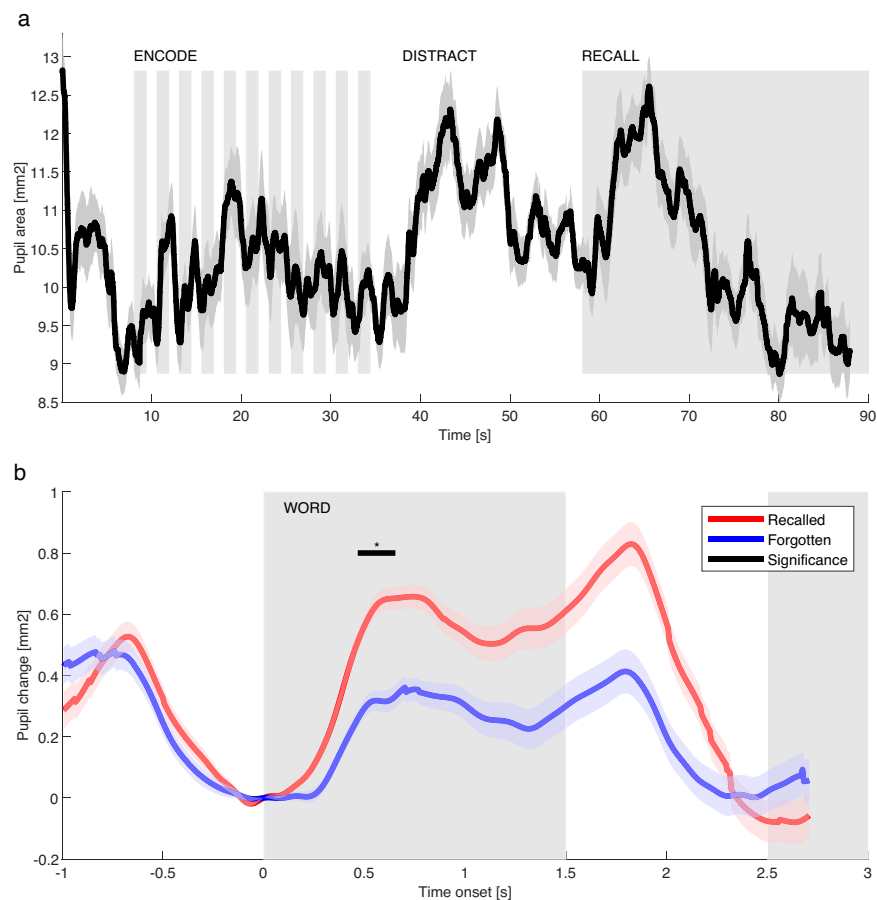 a
ENCODE DISTRACT RECALL
13
12.5
12
11.5
11
10.5
10
9.5
9
8.5
Pupil area [mm2]
10 20 30 40 50 60 70 80 90
Time [s]
b
WORD
*
Recalled
Forgotten
Significance
1
0.8
0.6
0.4
0.2
0
-0.2
Pupil change [mm2]
-1 -0.5 0 0.5 1 1.5 2 2.5 3
Time onset [s]